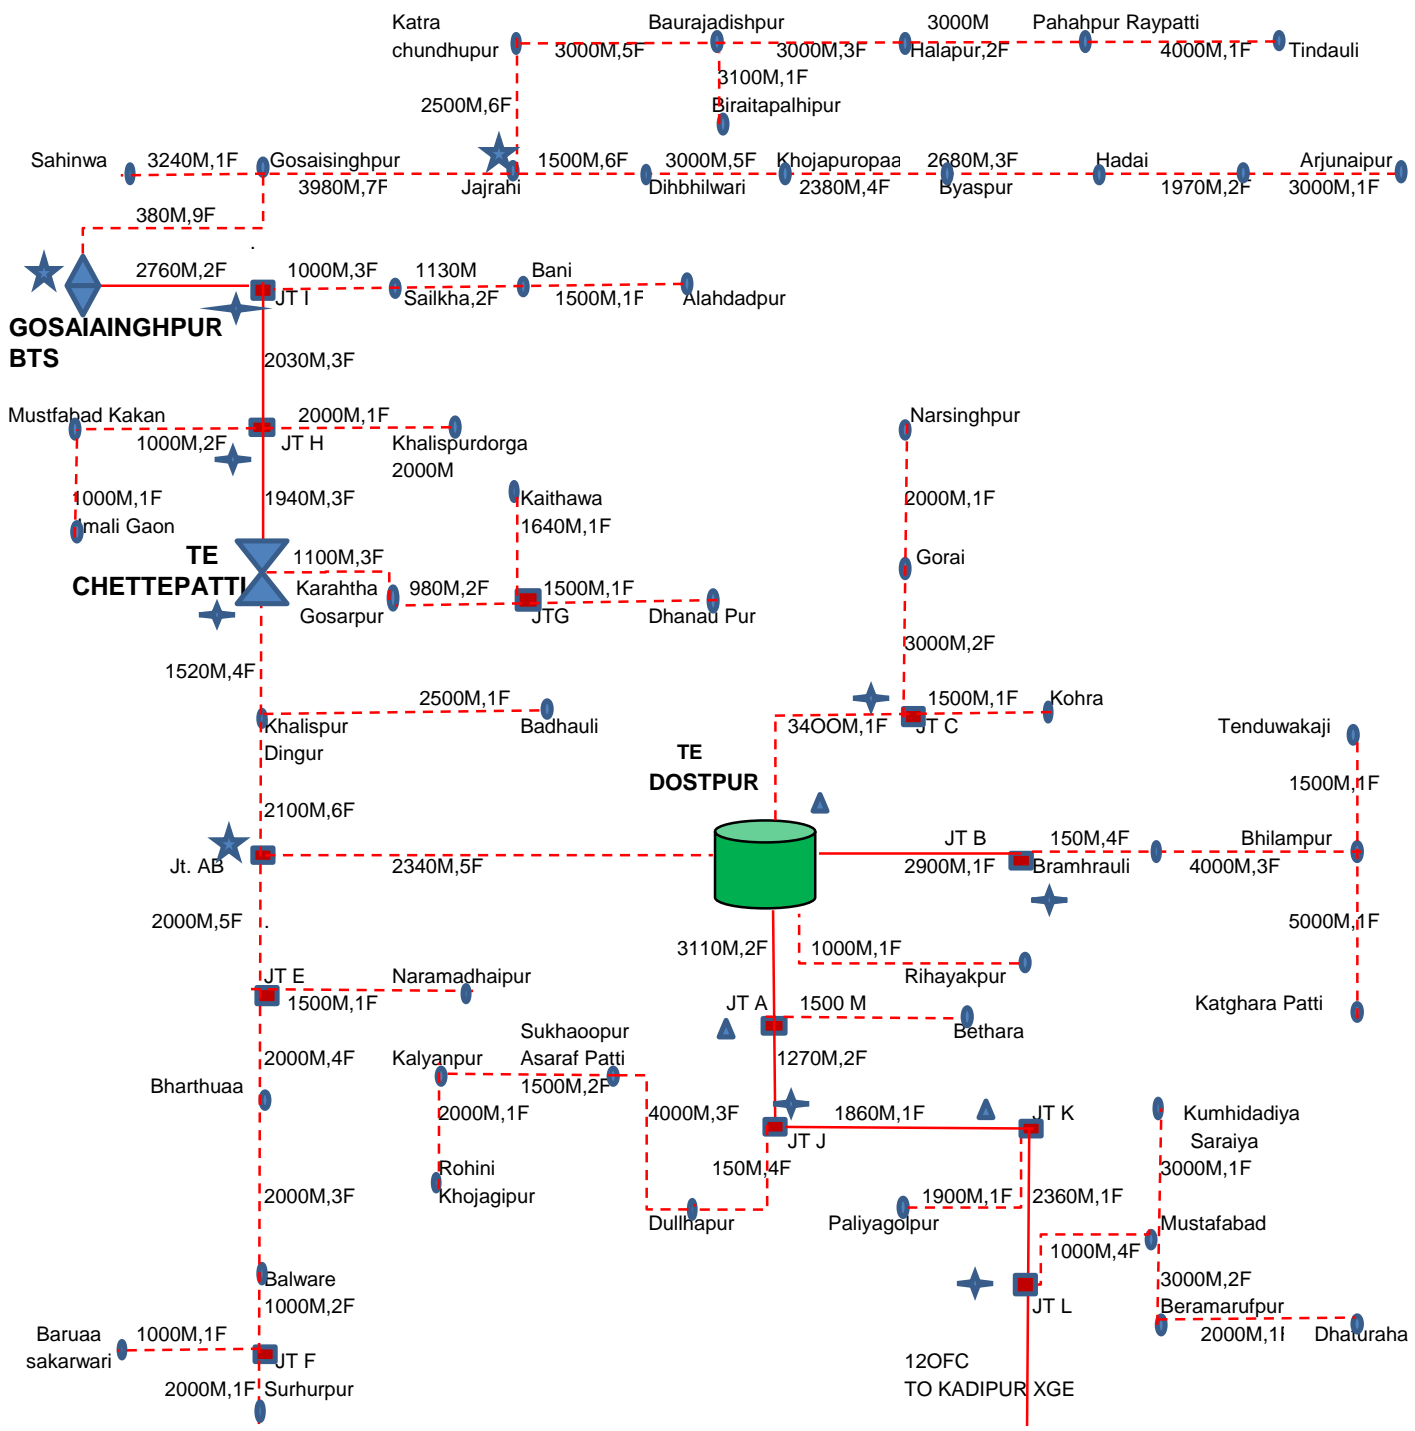 Katra
chundhupur
Baurajadishpur
3000M
Pahahpur Raypatti
3000M,5F
3000M,3F
Halapur,2F
4000M,1F
Tindauli
3100M,1F
2500M,6F
Biraitapalhipur
Sahinwa
3240M,1F
Gosaisinghpur
1500M,6F
3000M,5F
Khojapuropaa
2680M,3F
Hadai
Arjunaipur
3980M,7F
Jajrahi
Dihbhilwari
2380M,4F
Byaspur
1970M,2F
3000M,1F
380M,9F
.
2760M,2F
1000M,3F
1130M
Bani
JT I
Sailkha,2F
1500M,1F
Alahdadpur
GOSAIAINGHPUR
BTS
2030M,3F
Mustfabad Kakan
2000M,1F
Narsinghpur
1000M,2F
JT H
Khalispurdorga
2000M
1000M,1F
1940M,3F
Kaithawa
2000M,1F
Imali Gaon
1640M,1F
TE
CHETTEPATTI
1100M,3F
Gorai
Karahtha
Gosarpur
980M,2F
1500M,1F
JTG
Dhanau Pur
3000M,2F
1520M,4F
2500M,1F
1500M,1F
Kohra
Khalispur
Dingur
Badhauli
34OOM,1F
JT C
Tenduwakaji
TE
DOSTPUR
1500M,1F
2100M,6F
JT B
150M,4F
Bhilampur
Jt. AB
2340M,5F
2900M,1F
Bramhrauli
4000M,3F
2000M,5F
.
5000M,1F
3110M,2F
1000M,1F
JT E
Naramadhaipur
Rihayakpur
1500M,1F
JT A
1500 M
Katghara Patti
Sukhaoopur
Bethara
2000M,4F
Kalyanpur
Asaraf Patti
1270M,2F
Bharthuaa
1500M,2F
2000M,1F
4000M,3F
1860M,1F
JT K
Kumhidadiya
Saraiya
JT J
Rohini
Khojagipur
150M,4F
3000M,1F
2000M,3F
1900M,1F
2360M,1F
Dullhapur
Paliyagolpur
Mustafabad
1000M,4F
Balware
3000M,2F
1000M,2F
JT L
Beramarufpur
Baruaa
sakarwari
1000M,1F
2000M,1F
Dhaturaha
JT F
12OFC
2000M,1F
Surhurpur
TO KADIPUR XGE